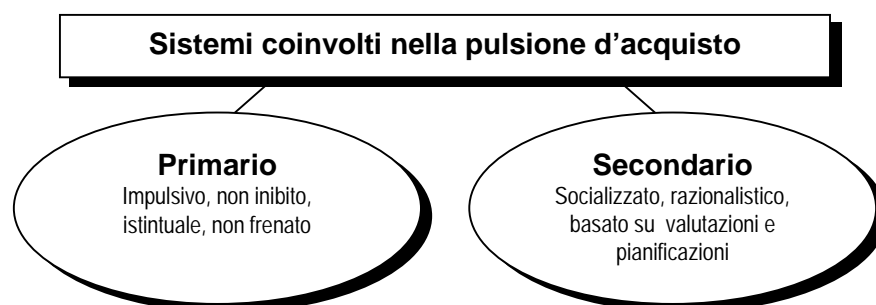 Sistemi coinvolti nella pulsione d'acquisto
Primario
Impulsivo, non inibito,
istintuale, non frenato
Secondario
Socializzato, razionalistico,
basato su valutazioni e
pianificazioni